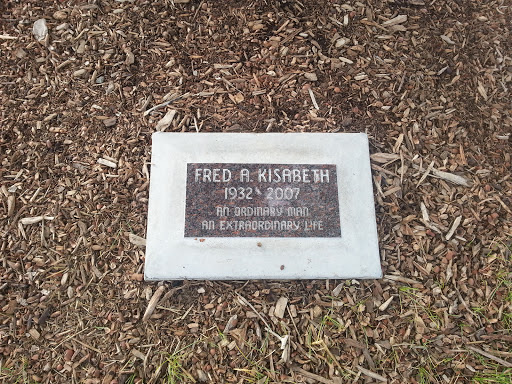 FRED A. KISABETH
1932 * 2007
AN ORDINARY MAN
AN EXTRAORDINARY LIFE